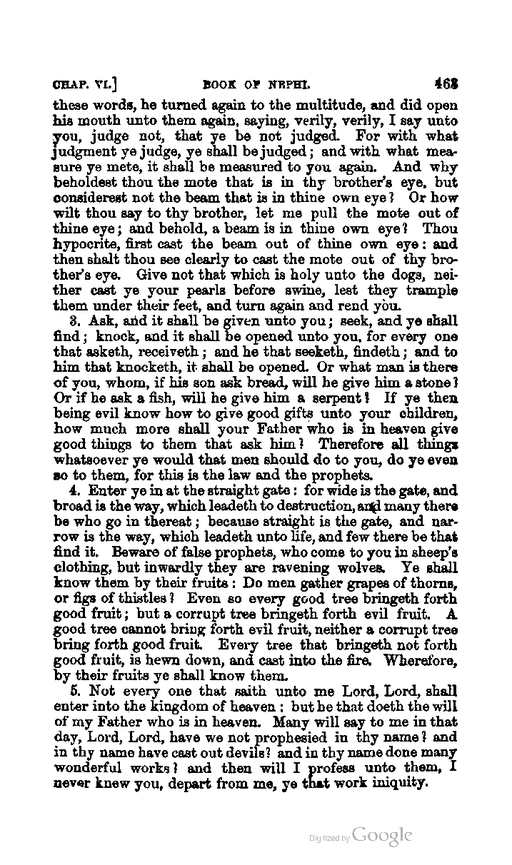 CHAP. VI.] BOOK OF NEPHI. 463
these words, he turned again to the multitude, and did open
his mouth unto them again, saying, verily, verily, I say unto
you, judge not, that ye be not judged. For with what
judgment ye judge, ye shall be judged; and with what mea-
sure ye mete, it shall be measured to you again. And why
beholdest thou the mote that is in thy brother's eye, but
considerest not the beam that is in thine own eye? Or how
wilt thou say to thy brother, let me pull the mote out of
thine eye; and behold, a beam is in thine own eye? Thou
hypocrite, first cast the beam out of thine own eye: and
then shalt thou see clearly to cast the mote out of thy bro-
ther's eye. Give not that which is holy unto the dogs, nei-
ther cast ye your pearls before swine, lest they trample
them under their feet, and turn again and rend you.
3. Ask, and it shall be given unto you; seek, and ye shall
find; knock, and it shall be opened unto you, for every one
that asketh, receiveth; and he that seeketh, findeth; and to
him that knocketh, it shall be opened. Or what man is there
of you, whom, if his son ask bread, will he give him a stone?
Or if he ask a fish, will he give him a serpent? If ye then
being evil know how to give good gifts unto your children,
how much more shall your Father who is in heaven give
good things to them that ask him? Therefore all things
whatsoever ye would that men should do to you, do ye even
so to them, for this is the law and the prophets.
4. Enter ye in at the straight gate: for wide is the gate, and
broad is the way, which leadeth to destruction, and many there
be who go in thereat; because straight is the gate, and nar-
row is the way, which leadeth unto life, and few there be that
find it. Beware of false prophets, who come to you in sheep's
clothing, but inwardly they are ravening wolves. Ye shall
know them by their fruits: Do men gather grapes of thorns,
or figs of thistles? Even so every good tree bringeth forth
good fruit; but a corrupt tree bringeth forth evil fruit. A
good tree cannot bring forth evil fruit, neither a corrupt tree
bring forth good fruit. Every tree that bringeth not forth
good fruit, is hewn down, and cast into the fire. Wherefore,
by their fruits ye shall know them.
5. Not every one that saith unto me Lord, Lord, shall
enter into the kingdom of heaven: but he that doeth the will
of my Father who is in heaven. Many will say to me in that
day, Lord, Lord, have we not prophesied in thy name? and
in thy name have cast out devils? and in thy name done many
wonderful works? and then will I profess unto them, I
never knew you, depart from me, ye that work iniquity.
Digitized by Google